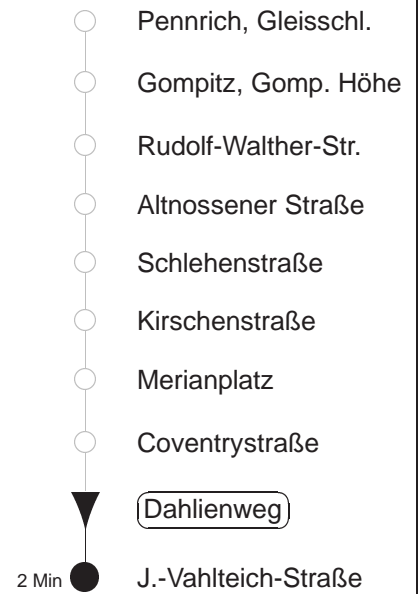 Pennrich, Gleisschl.
Gompitz, Gomp. Höhe
Rudolf-Walther-Str.
Altnossener Straße
Schlehenstraße
Kirschenstraße
Merianplatz
Coventrystraße
Dahlienweg
2 Min J.-Vahlteich-Straße